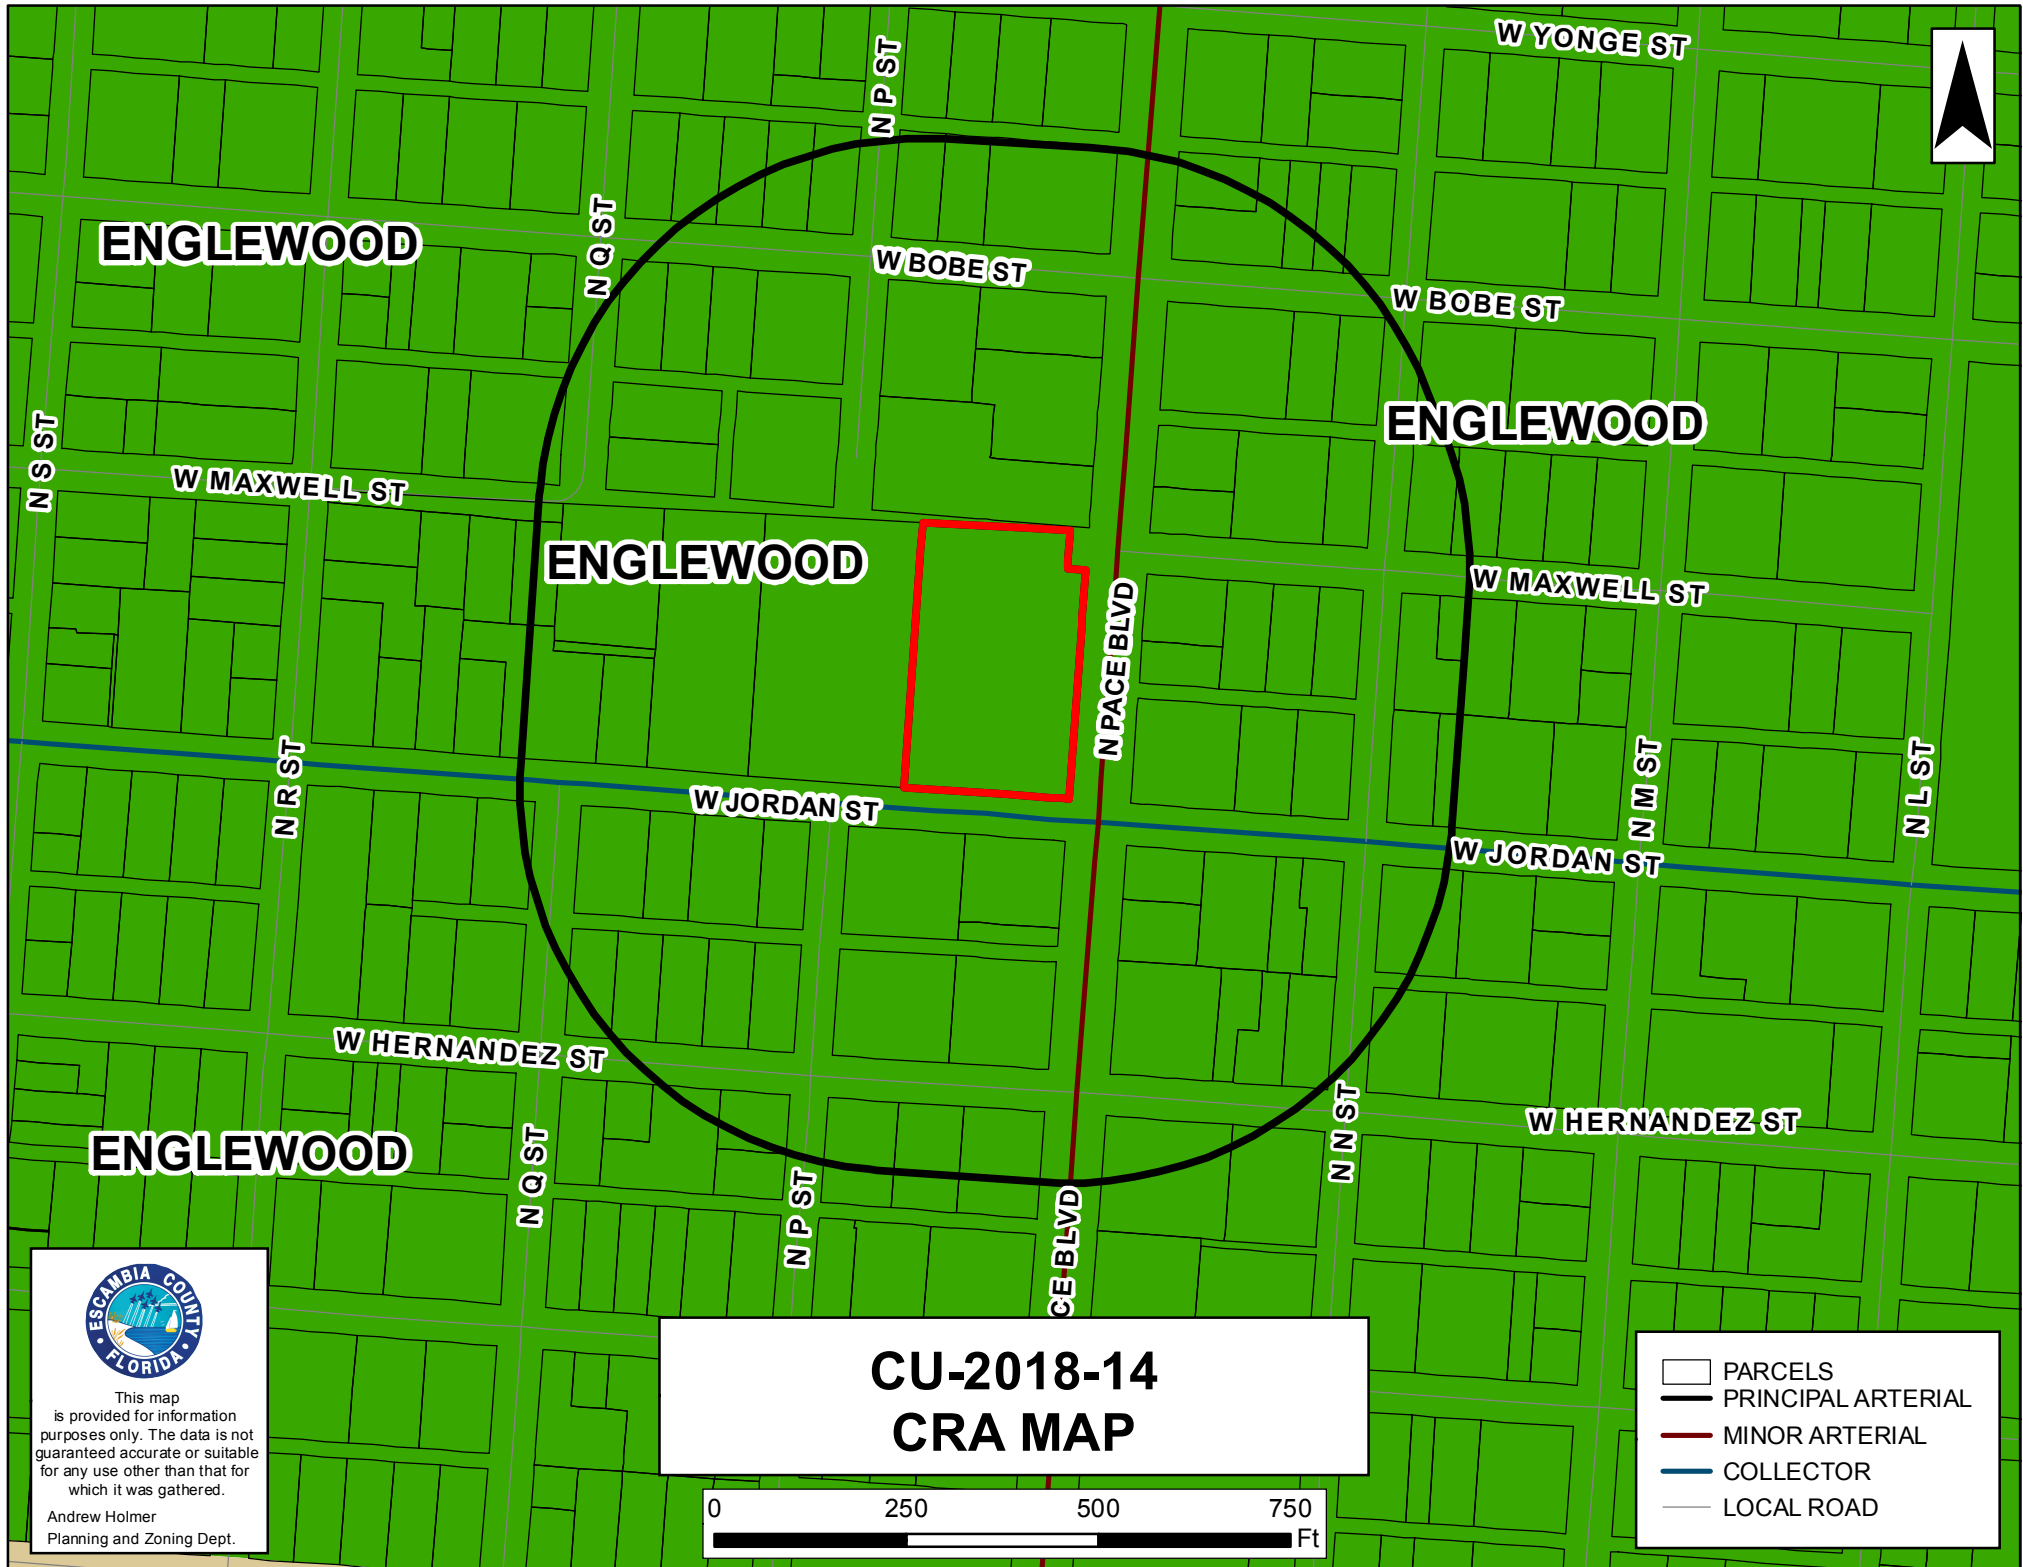 W YONGE ST
N P ST
N Q ST
ENGLEWOOD
W BOBE ST
W BOBE ST
ENGLEWOOD
N S ST
W MAXWELL ST
ENGLEWOOD
W MAXWELL ST
N PACE BLVD
N R ST
W JORDAN ST
N M ST
N L ST
W JORDAN ST
W HERNANDEZ ST
W HERNANDEZ ST
N N ST
ENGLEWOOD
N Q ST
N P ST
CE BLVD
ESCAMBIA COUNTY
FLORIDA
This map
is provided for information
purposes only. The data is not
guaranteed accurate or suitable
for any use other than that for
which it was gathered.
Andrew Holmer
Planning and Zoning Dept.
CU-2018-14
CRA MAP
0 250 500 750
Ft
PARCELS
PRINCIPAL ARTERIAL
MINOR ARTERIAL
COLLECTOR
LOCAL ROAD